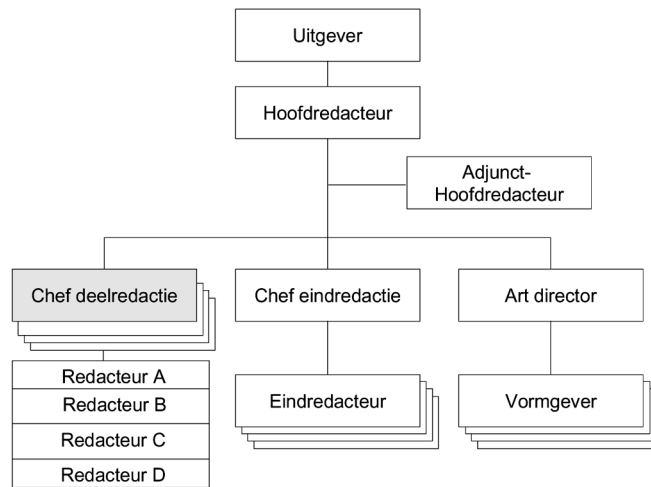 Uitgever
Hoofdredacteur
Adjunct-
Hoofdredacteur
Chef deelredactie
Chef eindredactie
Art director
Redacteur A
Redacteur B
Redacteur C
Redacteur D
Eindredacteur
Vormgever